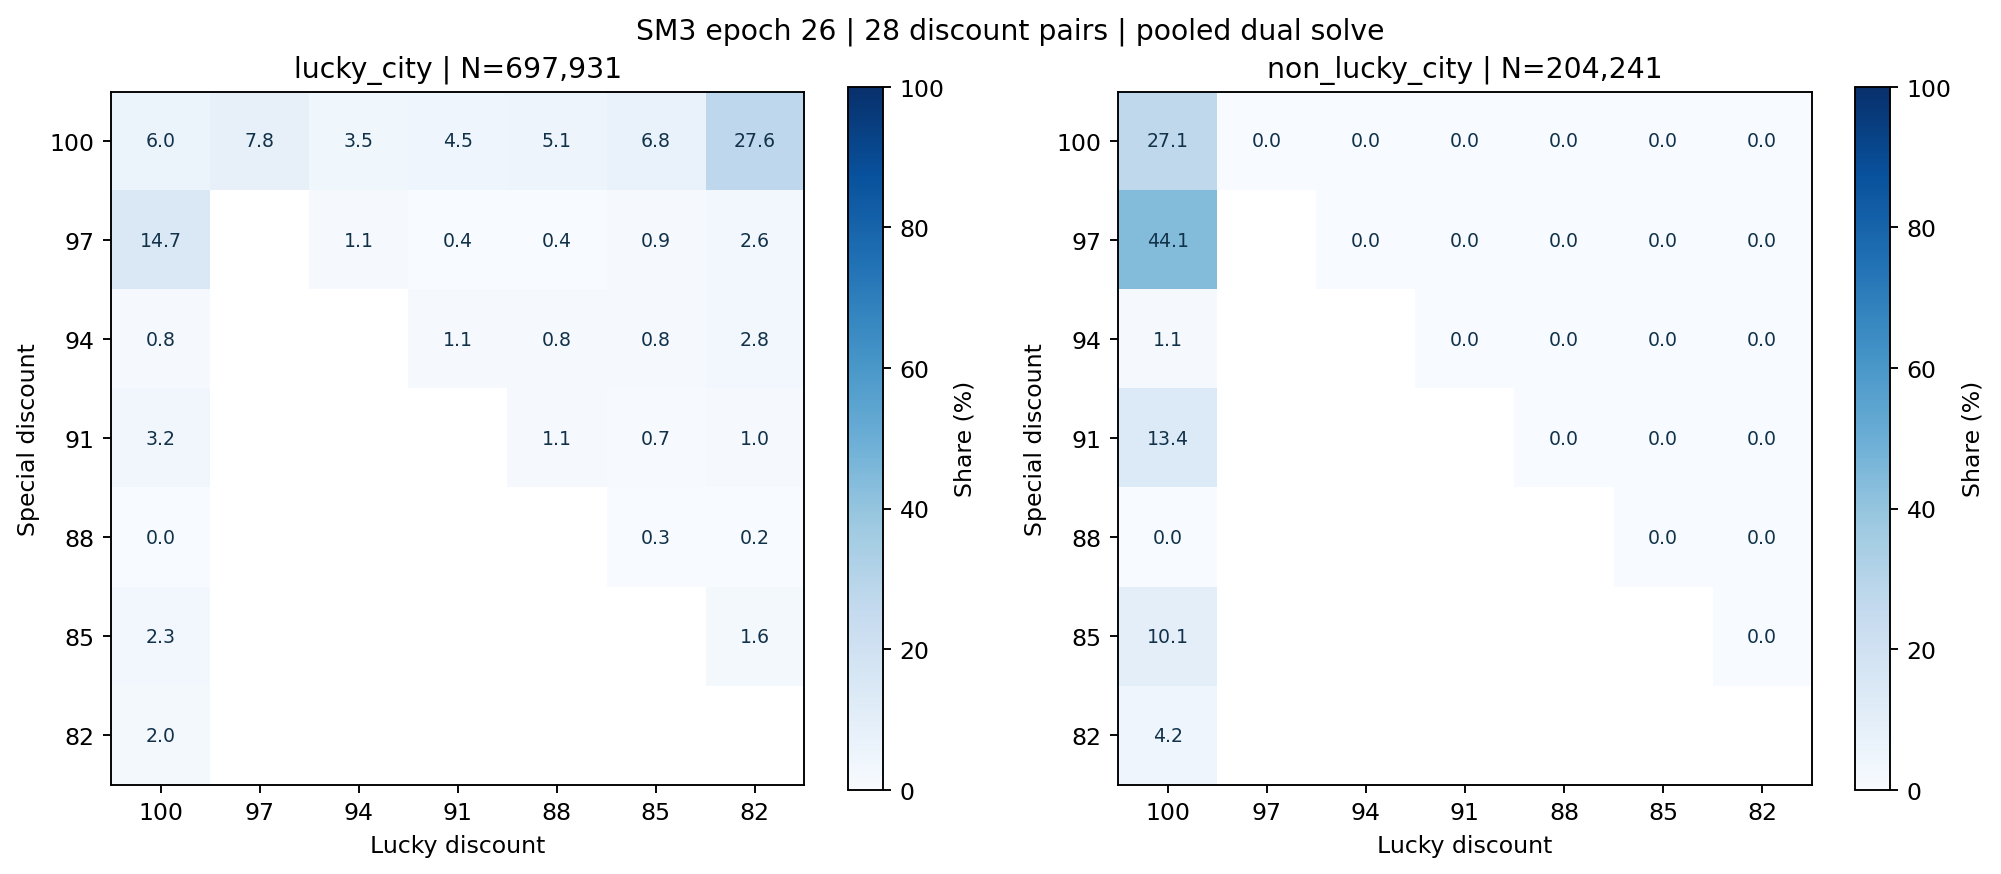 SM3 epoch 26 | 28 discount pairs | pooled dual solve
lucky_city | N=697,931
100 6.0 7.8 3.5 4.5 5.1 6.8 27.6
97 14.7 1.1 0.4 0.4 0.9 2.6
94 0.8 1.1 0.8 0.8 2.8
91 3.2 1.1 0.7 1.0
88 0.0 0.3 0.2
85 2.3 1.6
82 2.0
100 97 94 91 88 85 82
Lucky discount
Special discount
100
80
60
40
20
0
Share (%)
non_lucky_city | N=204,241
100 27.1 0.0 0.0 0.0 0.0 0.0 0.0
97 44.1 0.0 0.0 0.0 0.0 0.0
94 1.1 0.0 0.0 0.0 0.0
91 13.4 0.0 0.0 0.0
88 0.0 0.0 0.0
85 10.1 0.0
82 4.2
100 97 94 91 88 85 82
Lucky discount
Special discount
100
80
60
40
20
0
Share (%)